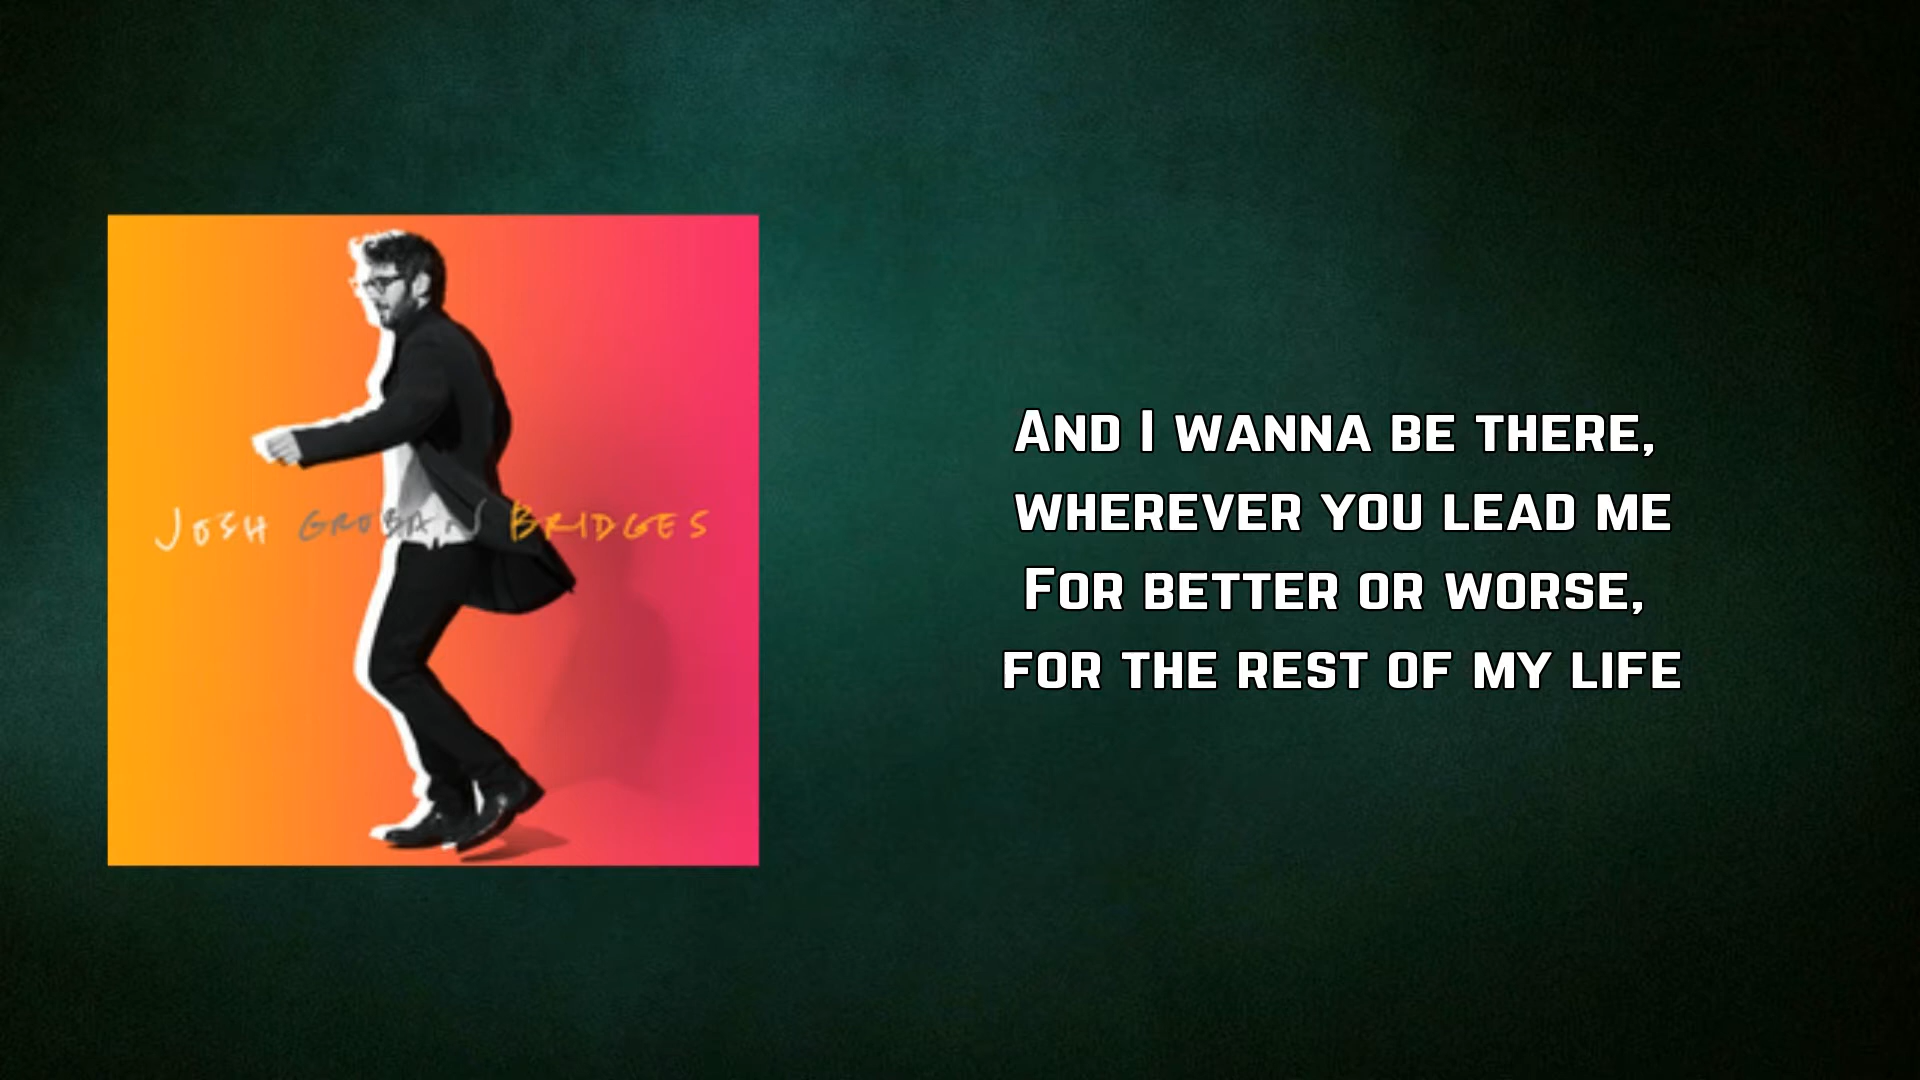 Josh Groban Bridges
And I wanna be there,
wherever you lead me
For better or worse,
for the rest of my life